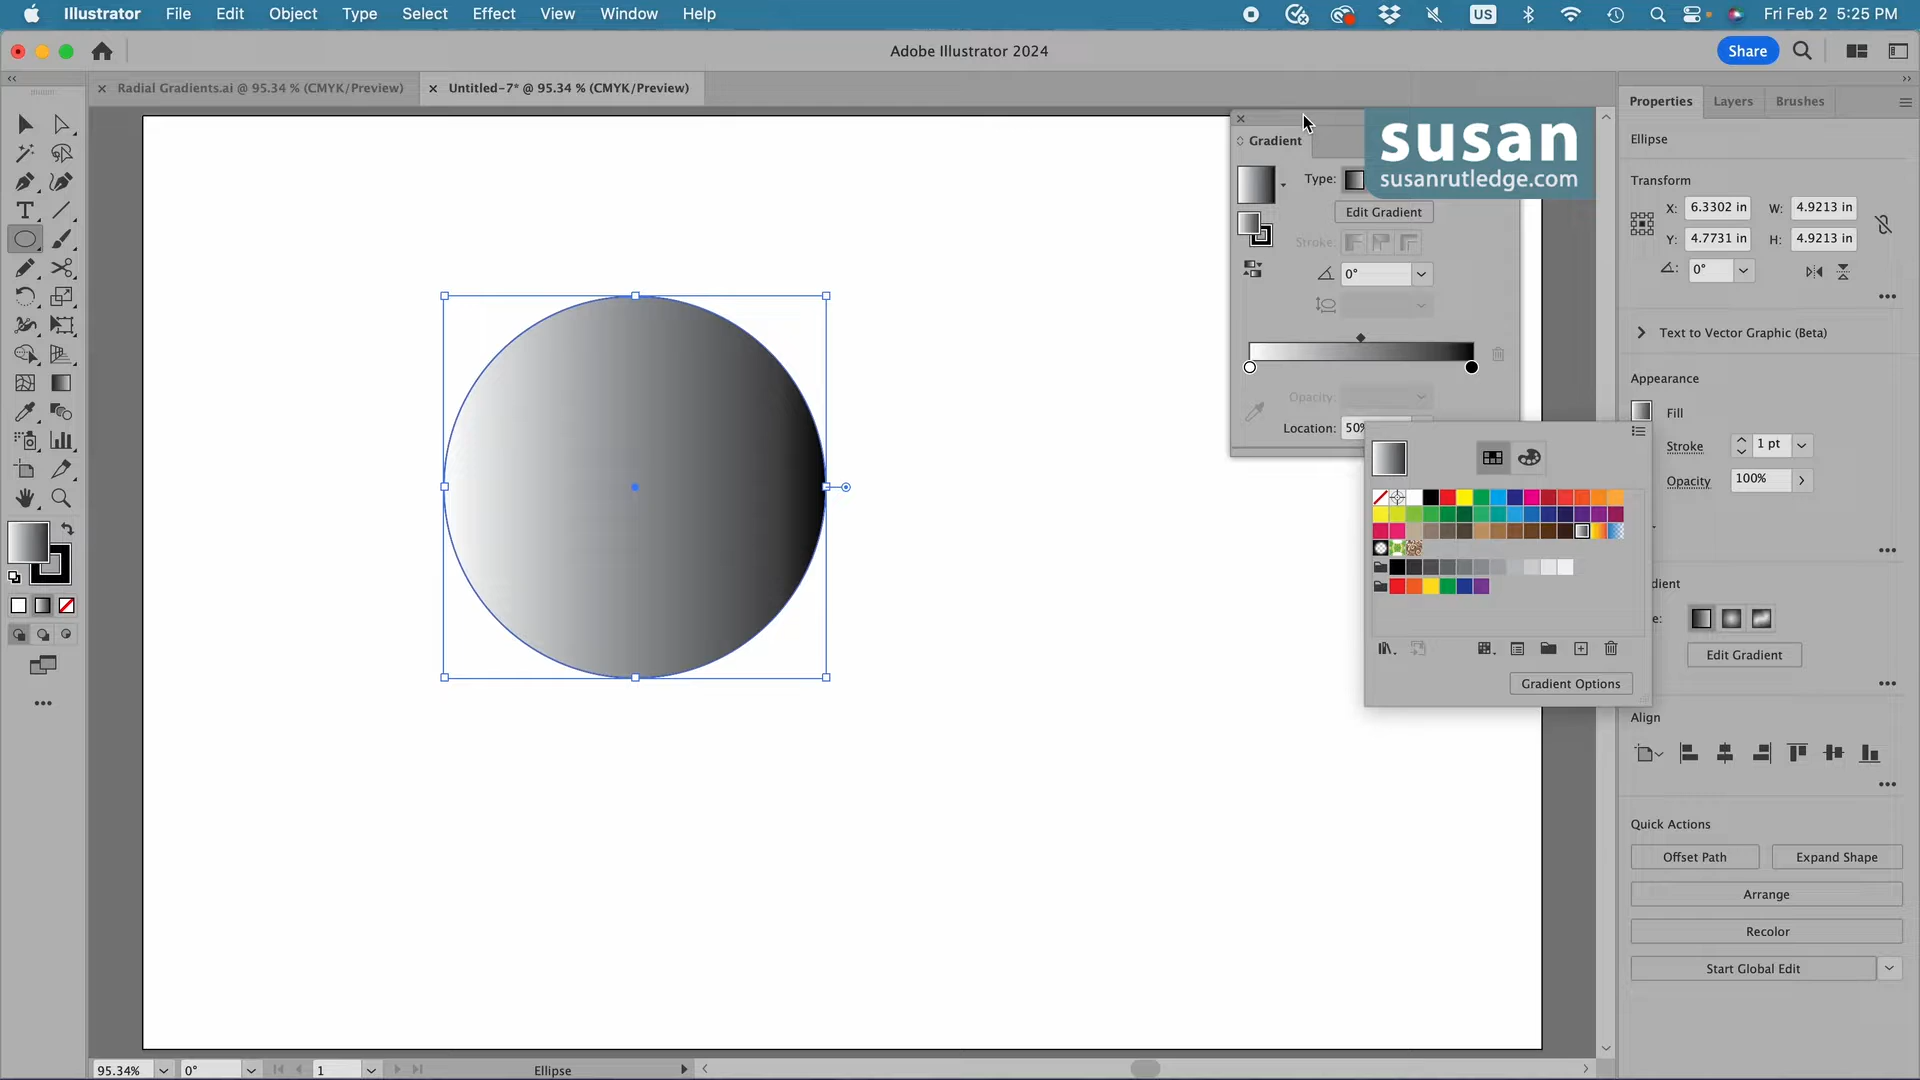 Illustrator File Edit Object Type Select Effect View Window Help
US
Fri Feb 2 5:25 PM
Adobe Illustrator 2024
Share
Radial Gradients.ai @ 95.34 % (CMYK/Preview)
Untitled-7* @ 95.34 % (CMYK/Preview)
Properties Layers Brushes
susan
susanrutledge.com
Gradient
Type:
Edit Gradient
Stroke:
0°
Opacity:
Location: 50%
Gradient Options
Ellipse
Transform
X: 6.3302 in W: 4.9213 in
Y: 4.7731 in H: 4.9213 in
0°
Text to Vector Graphic (Beta)
Appearance
Fill
Stroke 1 pt
Opacity 100%
dient
e:
Edit Gradient
Align
Quick Actions
Offset Path Expand Shape
Arrange
Recolor
Start Global Edit
95.34% 0° 1 Ellipse